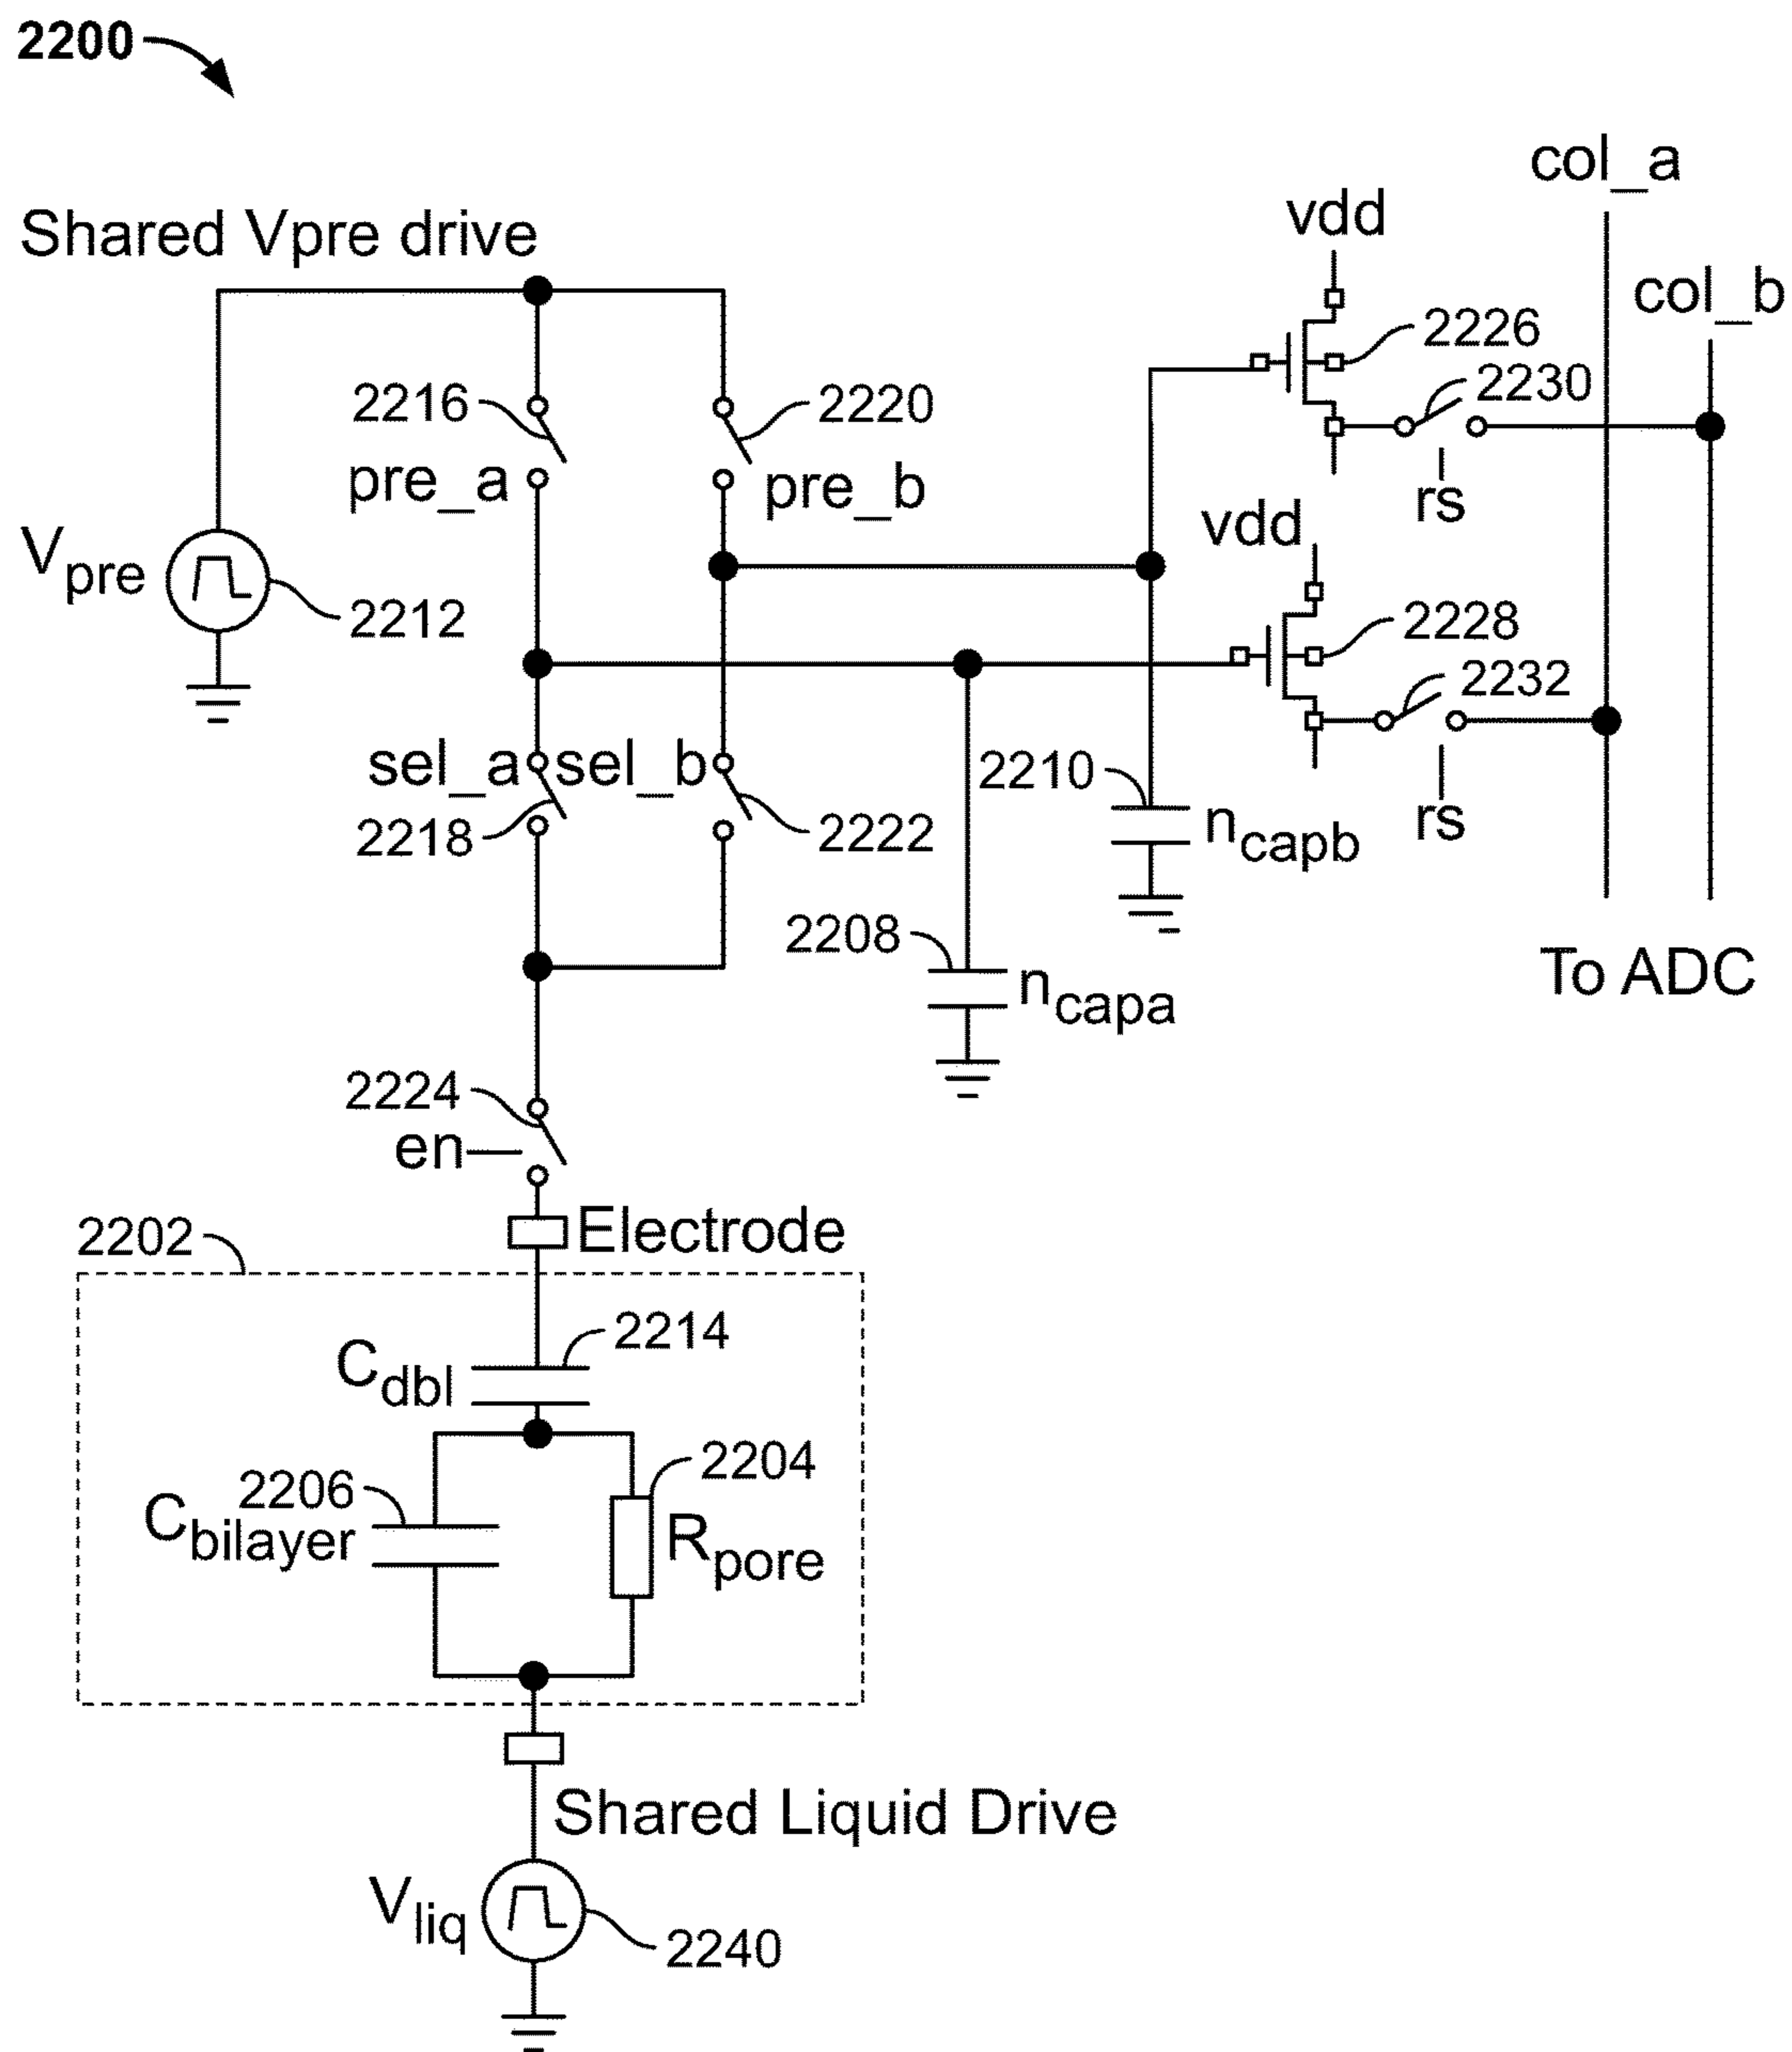 2200
col_a
Shared Vpre drive
vdd
col_b
2226
2216
2220
2230
pre_a
pre_b
rs
vdd
Vpre
2212
2228
2232
sel_a
sel_b
2210
rs
2218
2222
ncapb
2208
To ADC
ncapa
2224
en
2202
Electrode
2214
Cdbl
2204
2206
Cbilayer
Rpore
Shared Liquid Drive
Vliq
2240